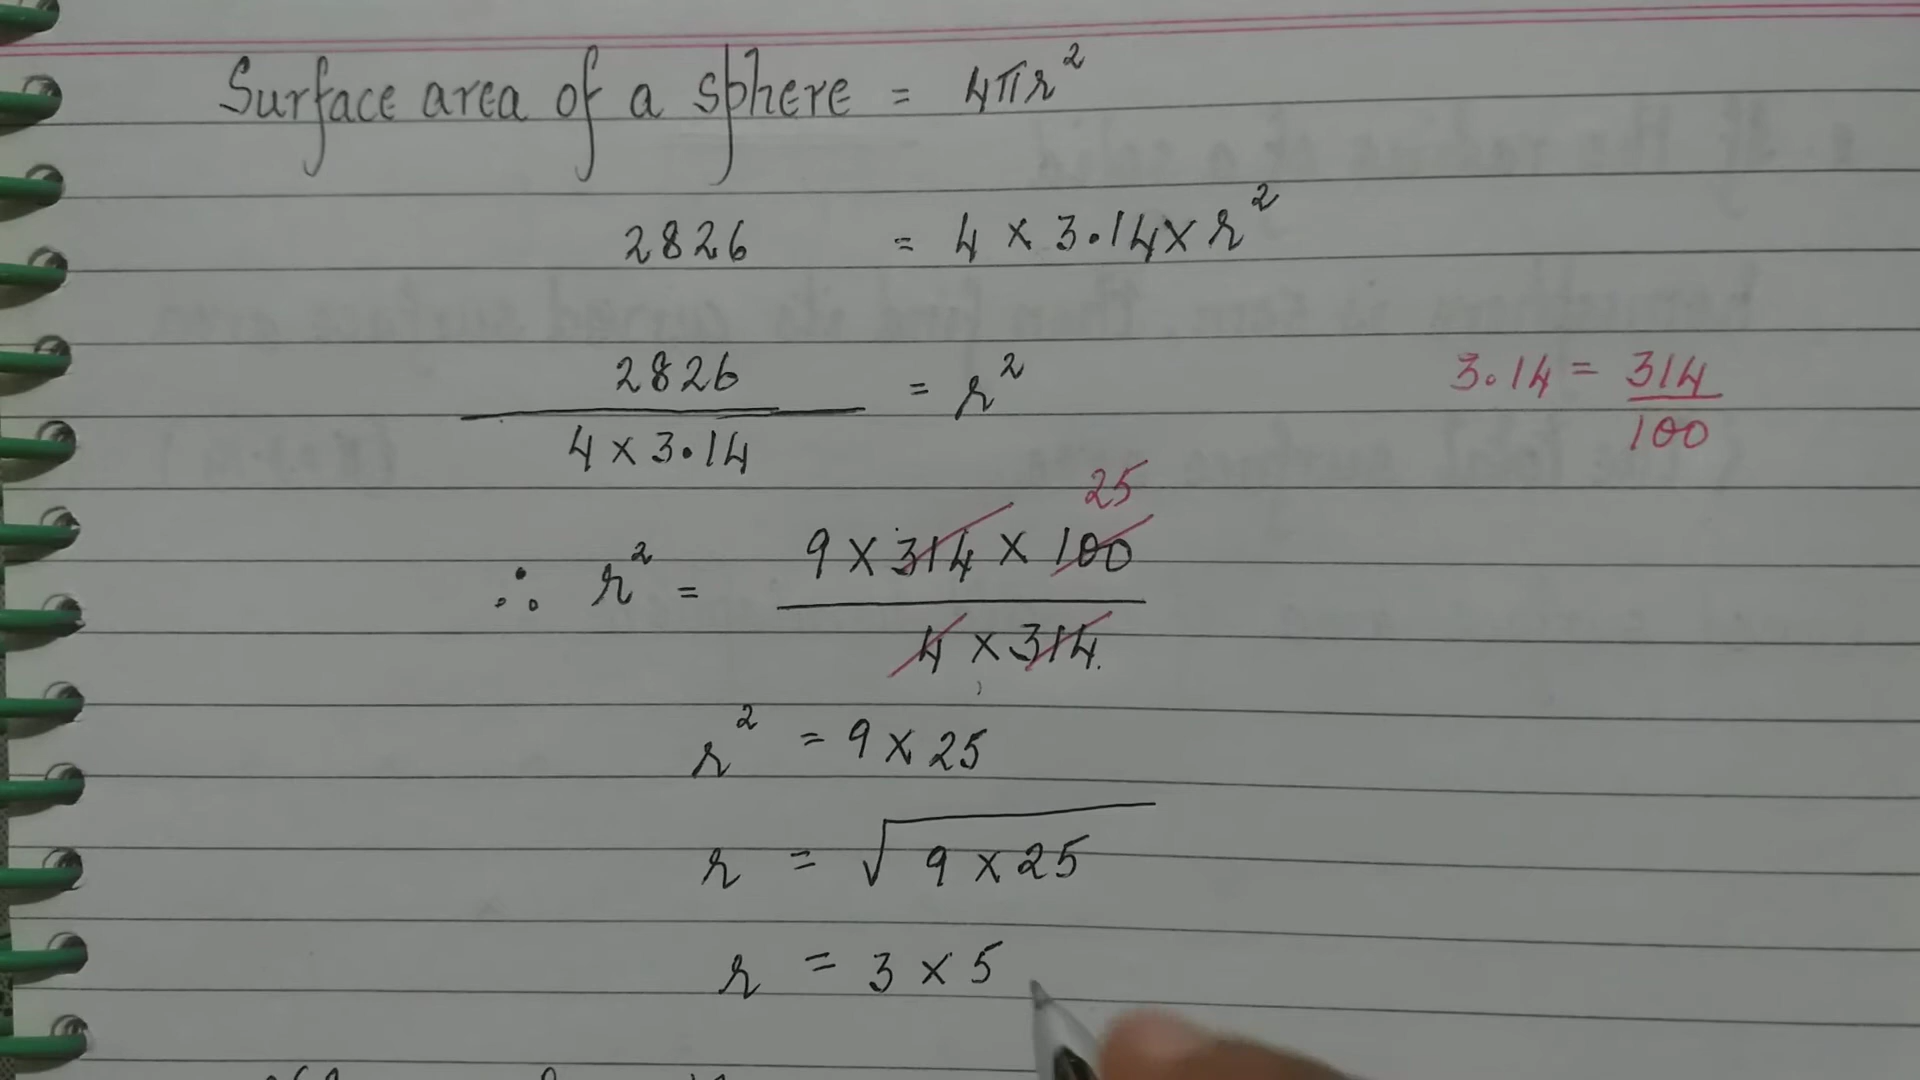 Surface area of a sphere = 4πr²
2826 = 4 × 3.14 × r²
2826 / 4 × 3.14 = r²
3.14 = 314 / 100
25
∴ r² = 9 × 314 × 100 / 4 × 314
r² = 9 × 25
r = √9 × 25
r = 3 × 5